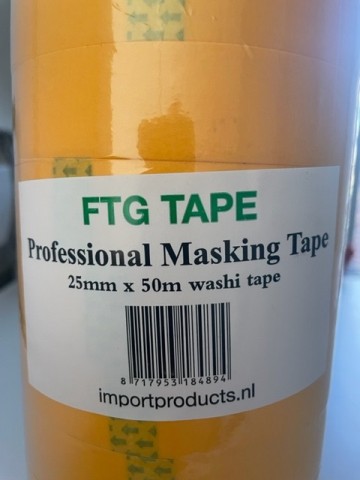 FTG TAPE
Professional Masking Tape
25mm x 50m washi tape
8 717953 184894
importproducts.nl